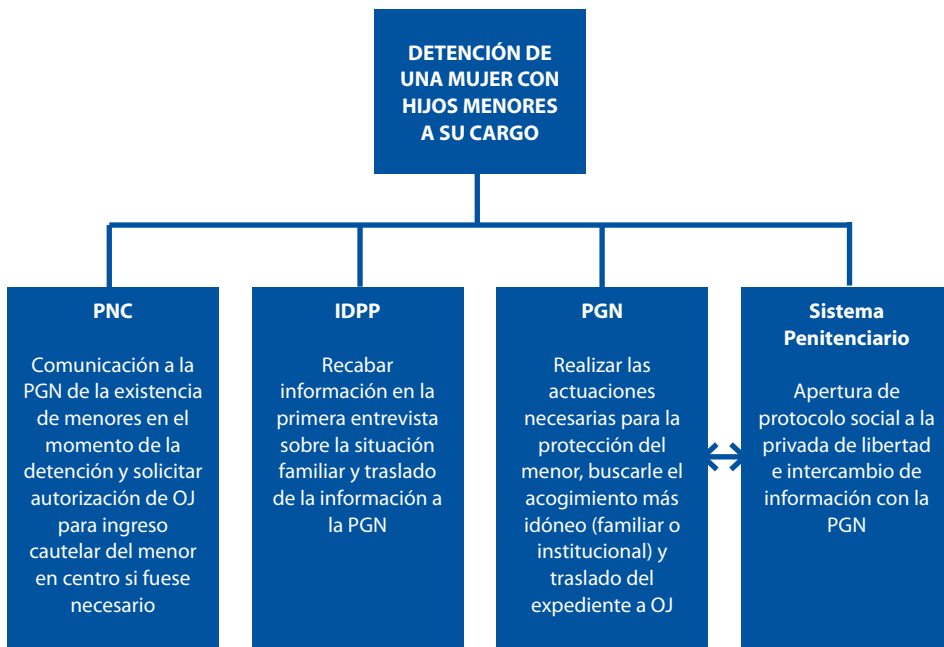 DETENCIÓN DE
UNA MUJER CON
HIJOS MENORES
A SU CARGO
PNC
Comunicación a la
PGN de la existencia
de menores en el
momento de la
detención y solicitar
autorización de OJ
para ingreso
cautelar del menor
en centro si fuese
necesario
IDPP
Recabar
información en la
primera entrevista
sobre la situación
familiar y traslado
de la información a
la PGN
PGN
Realizar las
actuaciones
necesarias para la
protección del
menor, buscarle el
acogimiento más
idóneo (familiar o
institucional) y
traslado del
expediente a OJ
Sistema
Penitenciario
Apertura de
protocolo social a la
privada de libertad
e intercambio de
información con la
PGN